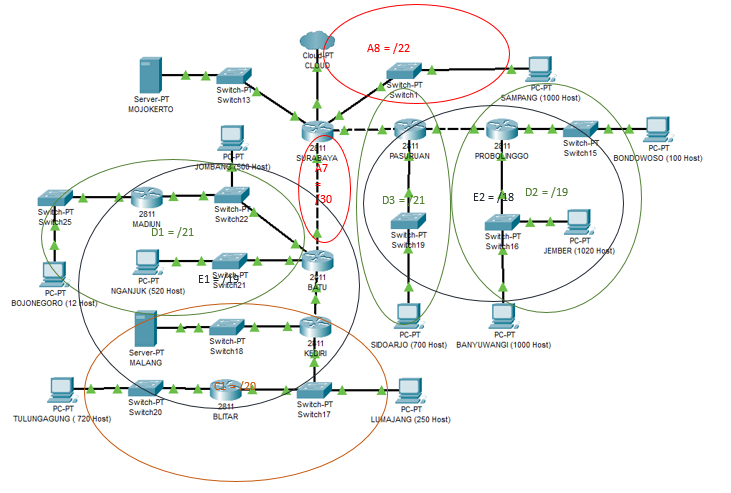 Cloud-PT
CLOUD
A8 = /22
Switch-PT
Switch1
PC-PT
SAMPANG (1000 Host)
Server-PT
MOJOKERTO
Switch-PT
Switch13
2811
SURABAYA
2811
PASURUAN
2811
PROBOLINGGO
Switch-PT
Switch15
PC-PT
BONDOWOSO (100 Host)
PC-PT
JOMBANG (500 Host)
A7
=
/30
Switch-PT
Switch25
2811
MADIUN
Switch-PT
Switch22
D1 = /21
D3 = /21
E2 = /18
D2 = /19
Switch-PT
Switch19
Switch-PT
Switch16
PC-PT
JEMBER (1020 Host)
PC-PT
BOJONEGORO (12 Host)
PC-PT
NGANJUK (520 Host)
Switch-PT
Switch21
E1 = /19
2811
BATU
Server-PT
MALANG
Switch-PT
Switch18
2811
KEDIRI
PC-PT
SIDOARJO (700 Host)
PC-PT
BANYUWANGI (1000 Host)
PC-PT
TULUNGAGUNG ( 720 Host)
Switch-PT
Switch20
/20
2811
BLITAR
Switch-PT
Switch17
PC-PT
LUMAJANG (250 Host)